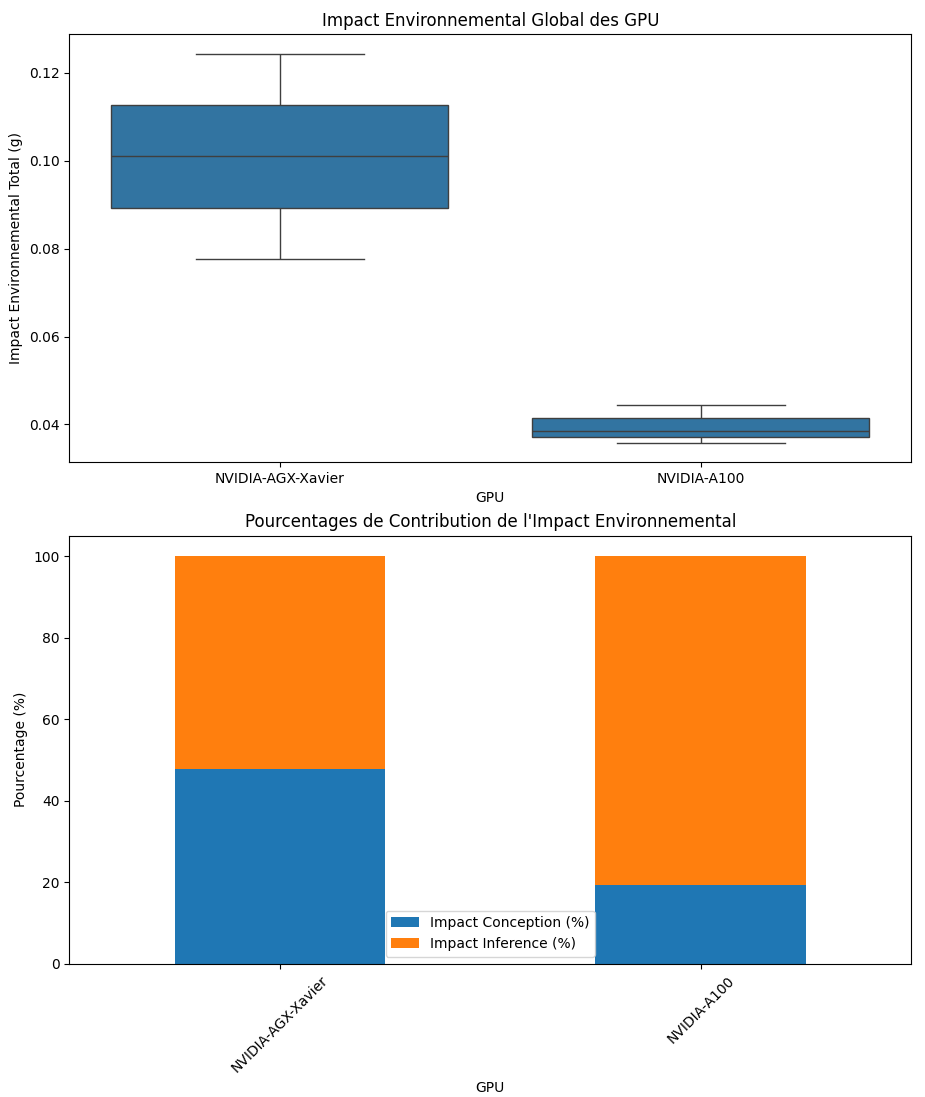 Impact Environnemental Global des GPU
Impact Environnemental Total (g)
0.12
0.10
0.08
0.06
0.04
NVIDIA-AGX-Xavier
NVIDIA-A100
GPU
Pourcentages de Contribution de l'Impact Environnemental
Pourcentage (%)
100
80
60
40
20
0
Impact Conception (%)
Impact Inference (%)
NVIDIA-AGX-Xavier
NVIDIA-A100
GPU